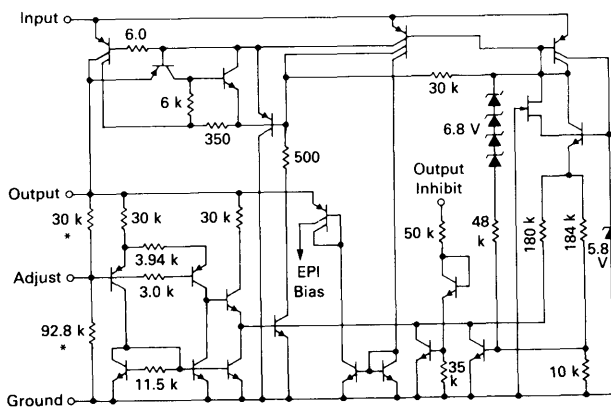 Input
6.0
30 k
6 k
350
6.8 V
500
Output Inhibit
Output
30 k
*
30 k
30 k
50 k
48 k
180 k
184 k
5.8 V
3.94 k
EPI Bias
Adjust
3.0 k
92.8 k
*
11.5 k
35 k
10 k
Ground